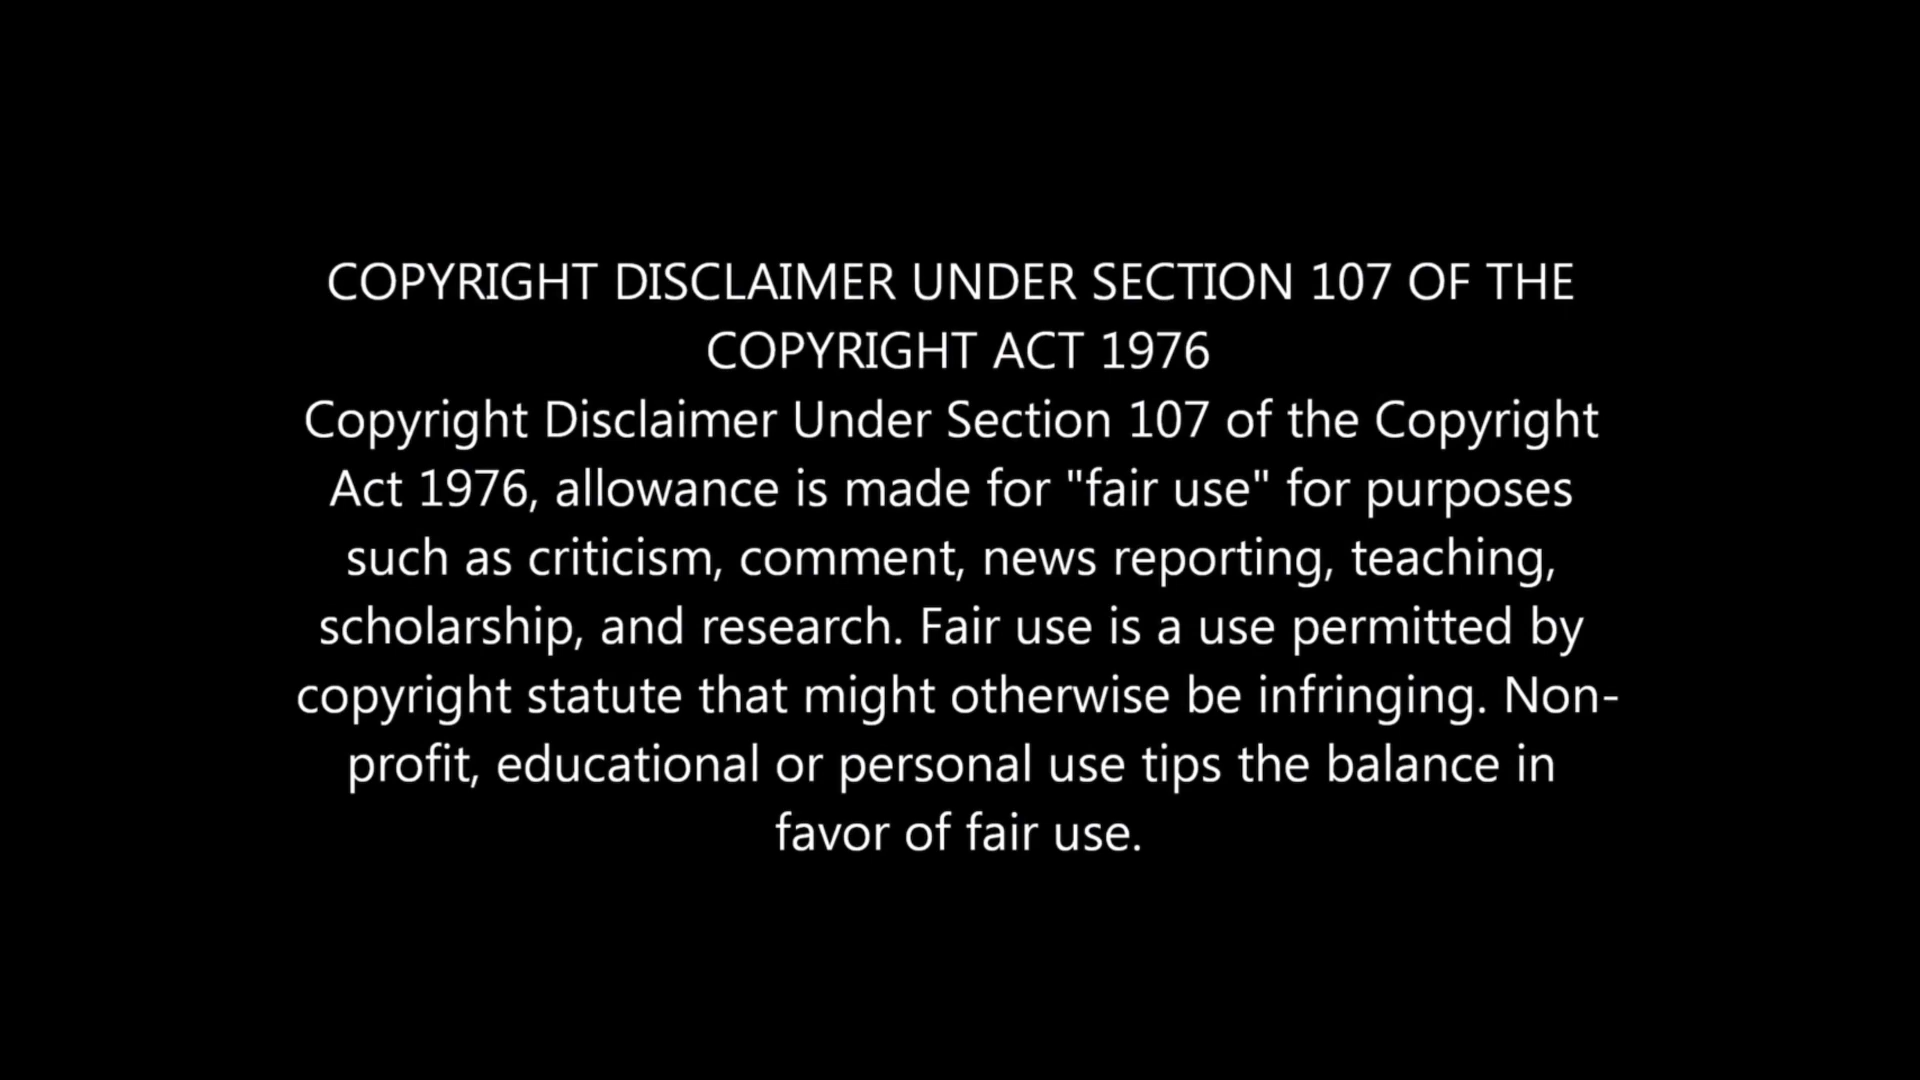 COPYRIGHT DISCLAIMER UNDER SECTION 107 OF THE
COPYRIGHT ACT 1976
Copyright Disclaimer Under Section 107 of the Copyright
Act 1976, allowance is made for "fair use" for purposes
such as criticism, comment, news reporting, teaching,
scholarship, and research. Fair use is a use permitted by
copyright statute that might otherwise be infringing. Non-
profit, educational or personal use tips the balance in
favor of fair use.